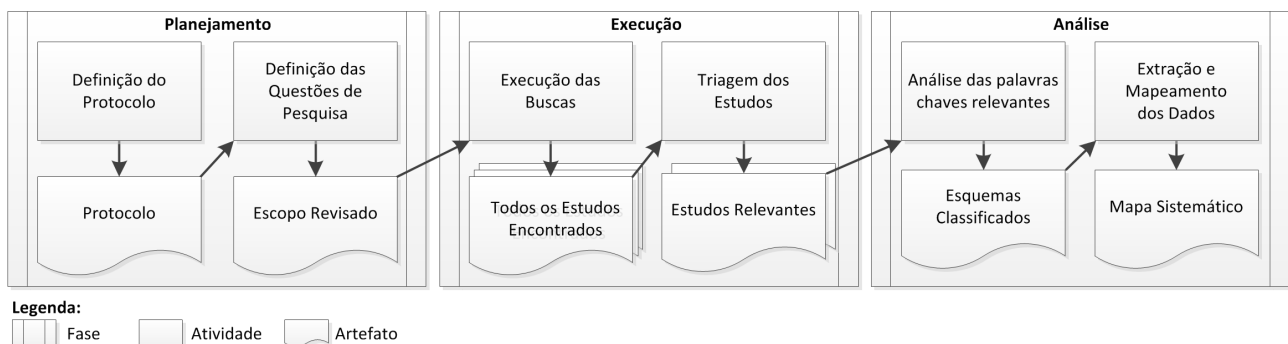 Planejamento
Definição do
Protocolo
Definição das
Questões de
Pesquisa
Protocolo
Escopo Revisado
Execução
Execução das
Buscas
Triagem dos
Estudos
Todos os Estudos
Encontrados
Estudos Relevantes
Análise
Análise das palavras
chaves relevantes
Extração e
Mapeamento
dos Dados
Esquemas
Classificados
Mapa Sistemático
Legenda:
Fase
Atividade
Artefato